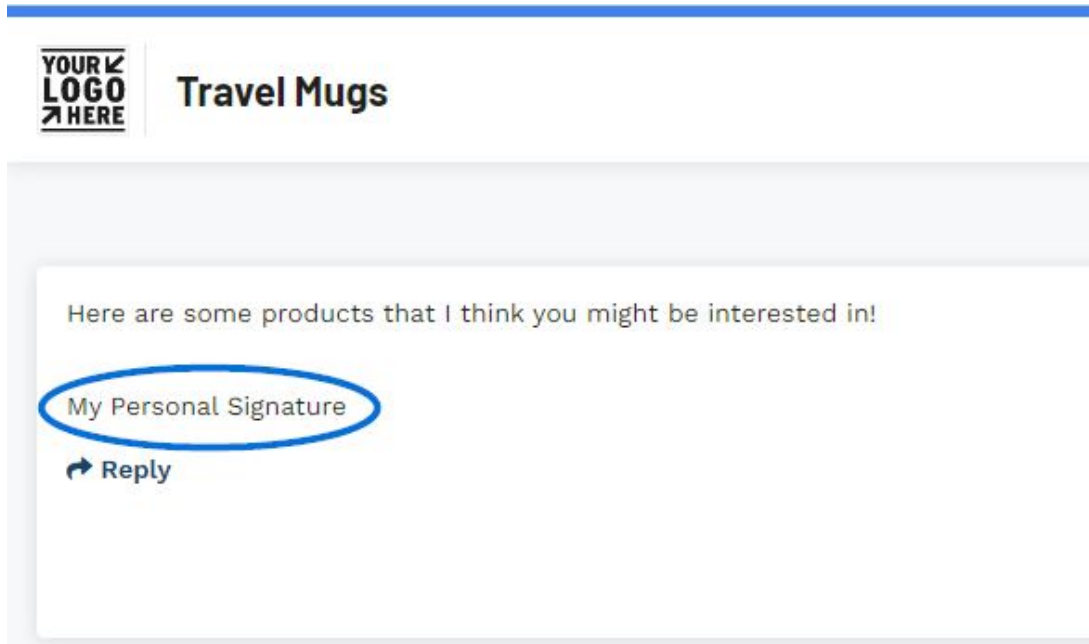 YOUR
LOGO
HERE
Travel Mugs
Here are some products that I think you might be interested in!
My Personal Signature
Reply